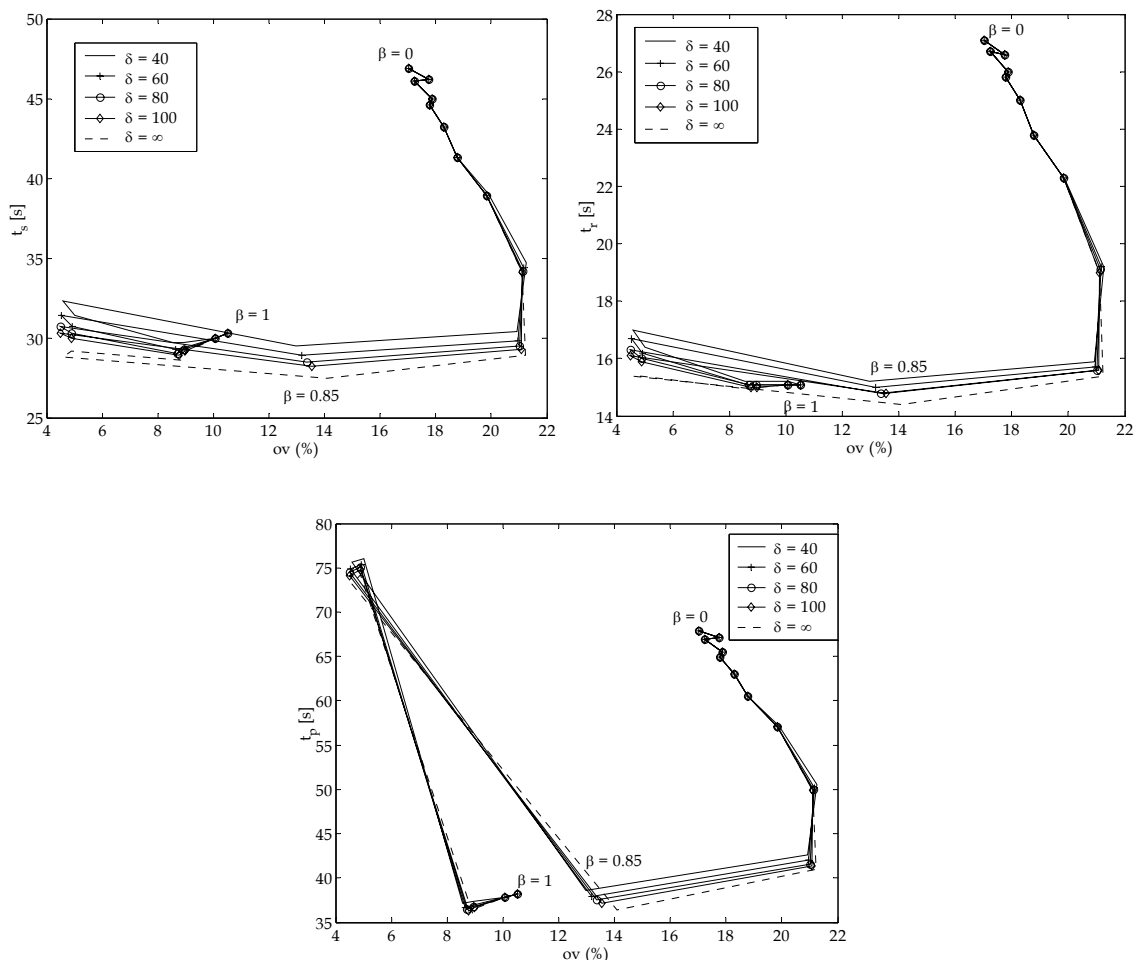 50
45
40
35
30
25
t_s [s]
δ = 40
δ = 60
δ = 80
δ = 100
δ = ∞
β = 0
β = 1
β = 0.85
4 6 8 10 12 14 16 18 20 22
ov (%)
28
26
24
22
20
18
16
14
t_r [s]
δ = 40
δ = 60
δ = 80
δ = 100
δ = ∞
β = 0
β = 0.85
β = 1
4 6 8 10 12 14 16 18 20 22
ov (%)
80
75
70
65
60
55
50
45
40
35
t_p [s]
δ = 40
δ = 60
δ = 80
δ = 100
δ = ∞
β = 0
β = 0.85
β = 1
4 6 8 10 12 14 16 18 20 22
ov (%)